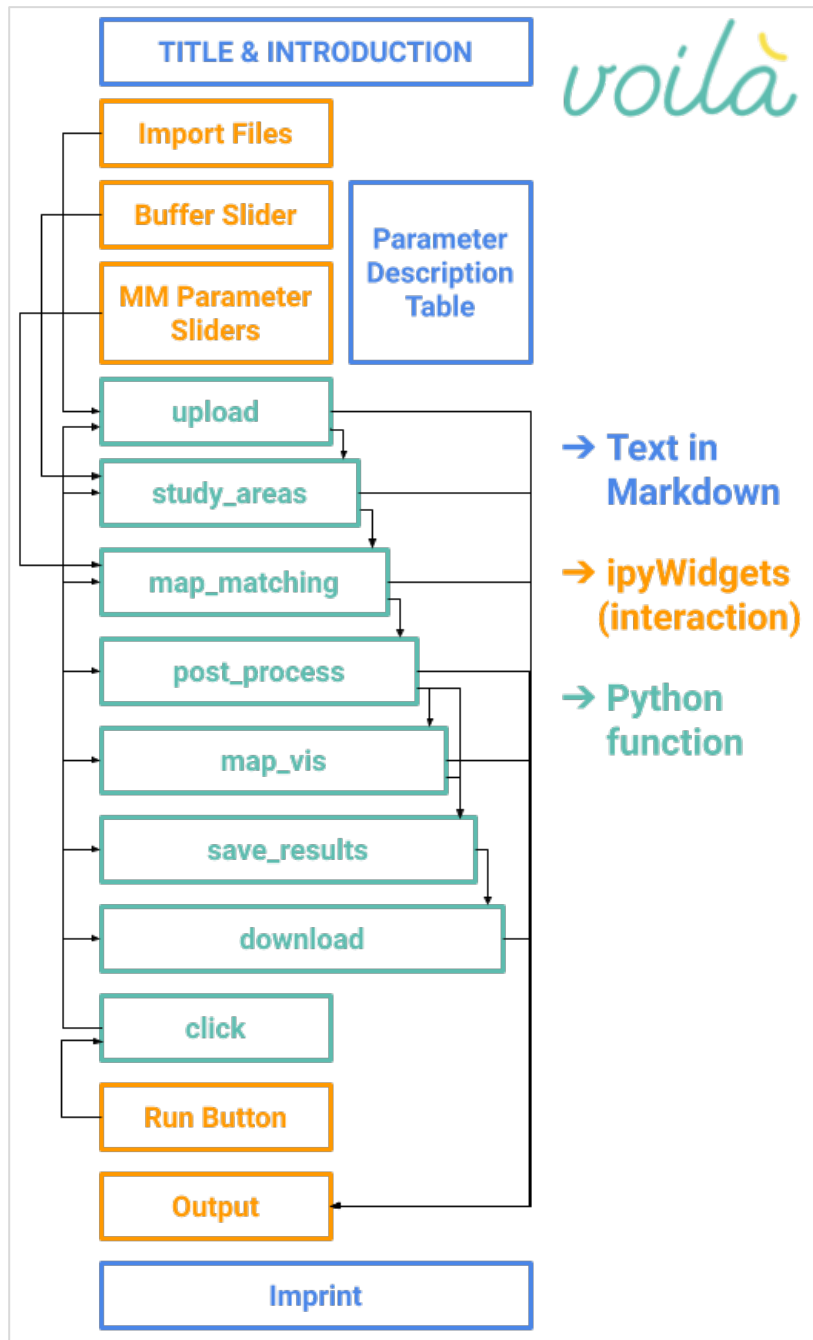 TITLE & INTRODUCTION
voilà
Import Files
Buffer Slider
MM Parameter
Sliders
Parameter
Description
Table
upload
study_areas
map_matching
post_process
map_vis
save_results
download
click
Run Button
Output
Imprint
→ Text in
Markdown
→ ipyWidgets
(interaction)
→ Python
function